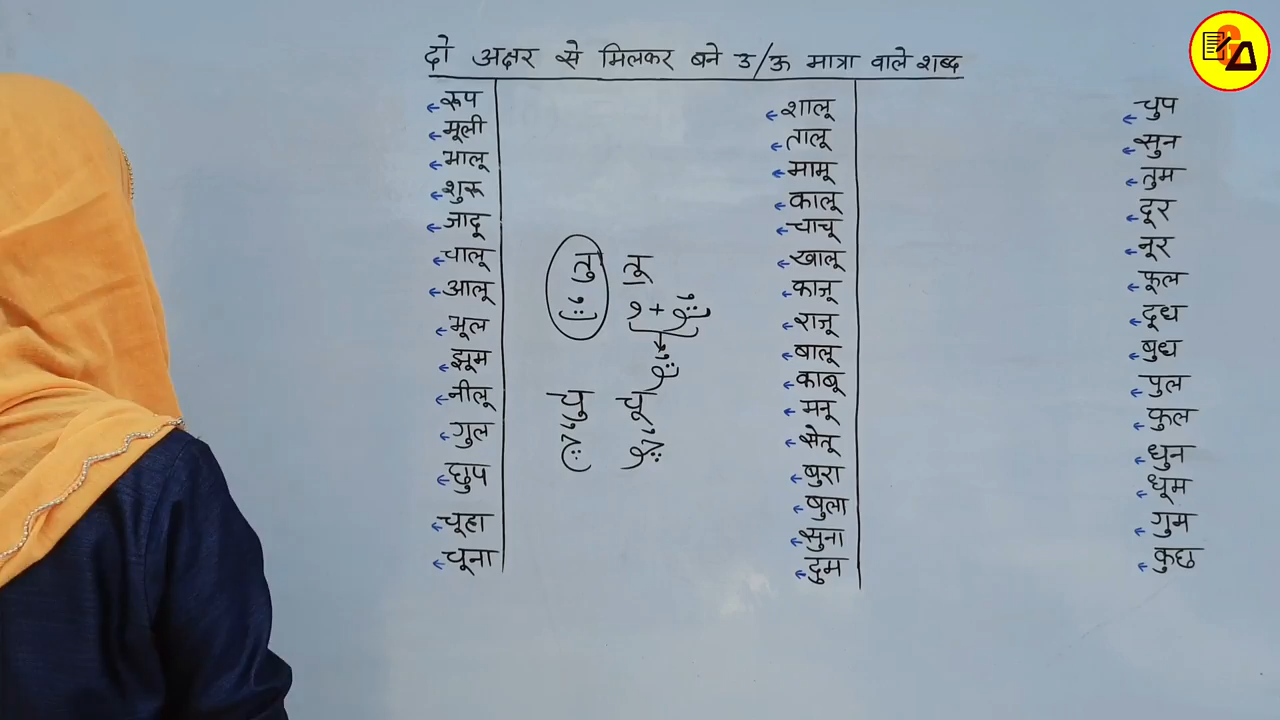 दो अक्षर से मिलकर बने उ/ऊ मात्रा वाले शब्द
रूप
मूली
भालू
शुरू
जादू
चालू
आलू
भूल
झूम
नीलू
गुल
छुप
चूहा
चूना
तु तू
چُ چُو
चु चू
शालू
तालू
मामू
कालू
चाचू
खालू
काजू
राजू
बालू
काबू
मनू
बुरा
बुला
सुना
दुम
चुप
सुन
तुम
दूर
नूर
फूल
दूध
बुध
पुल
फुल
धुन
धूम
गुम
कुछ